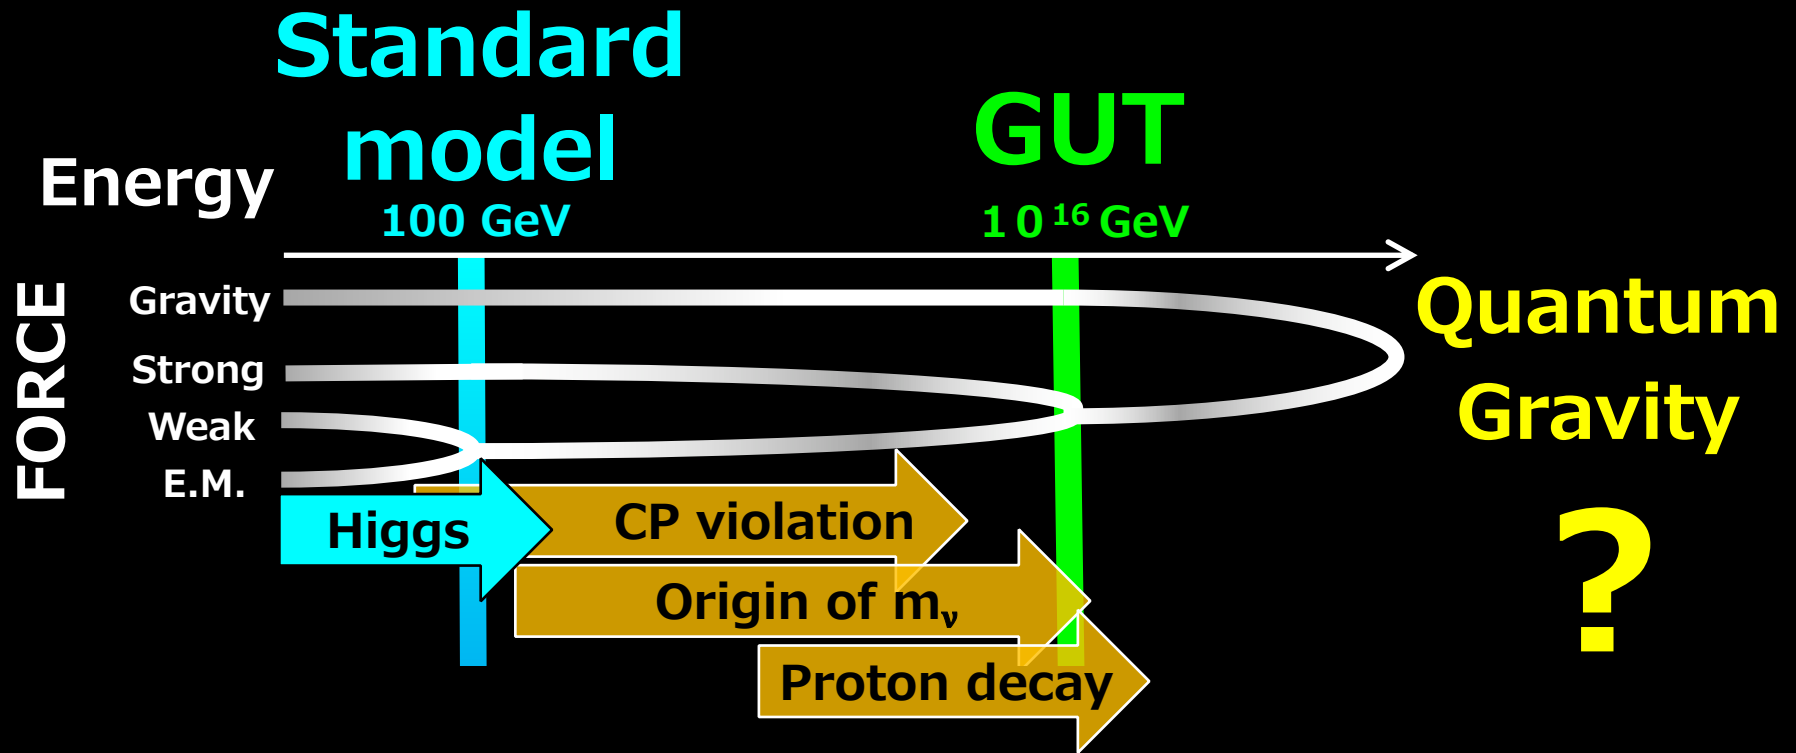 Standard
model
100 GeV
GUT
10¹⁶ GeV
Energy
FORCE
Gravity
Strong
Weak
E.M.
Quantum
Gravity
?
Higgs
CP violation
Origin of mᵥ
Proton decay